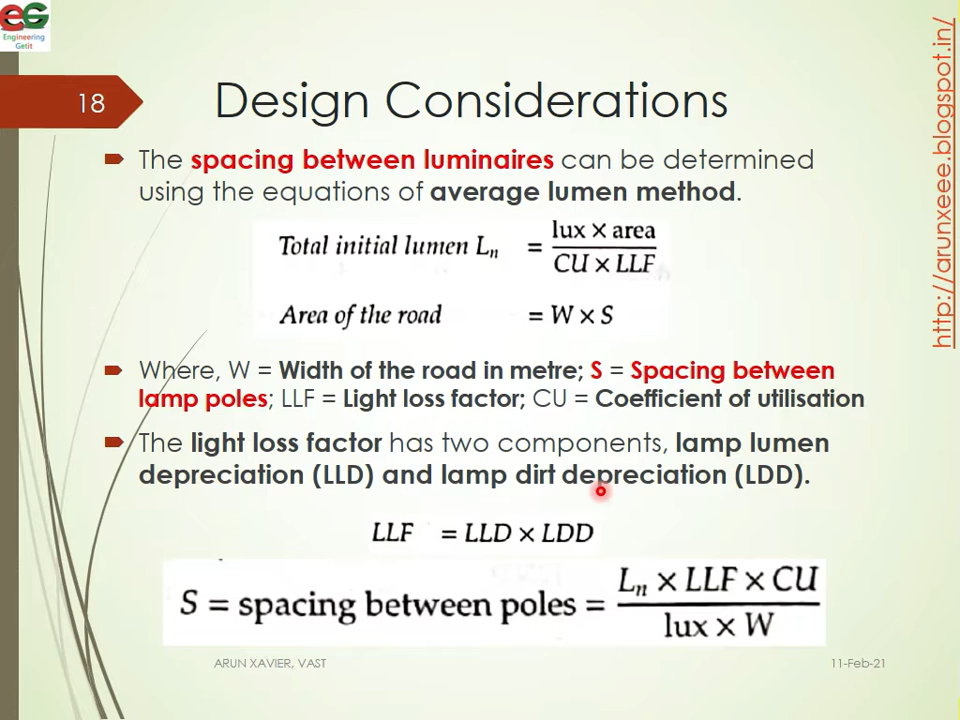 EG
Engineering
Getit
http://arunxeee.blogspot.in/
18
Design Considerations
The spacing between luminaires can be determined
using the equations of average lumen method.
Total initial lumen Ln = lux × area / CU × LLF
Area of the road = W × S
Where, W = Width of the road in metre; S = Spacing between
lamp poles; LLF = Light loss factor; CU = Coefficient of utilisation
The light loss factor has two components, lamp lumen
depreciation (LLD) and lamp dirt depreciation (LDD).
LLF = LLD × LDD
S = spacing between poles = Ln × LLF × CU / lux × W
ARUN XAVIER, VAST
11-Feb-21